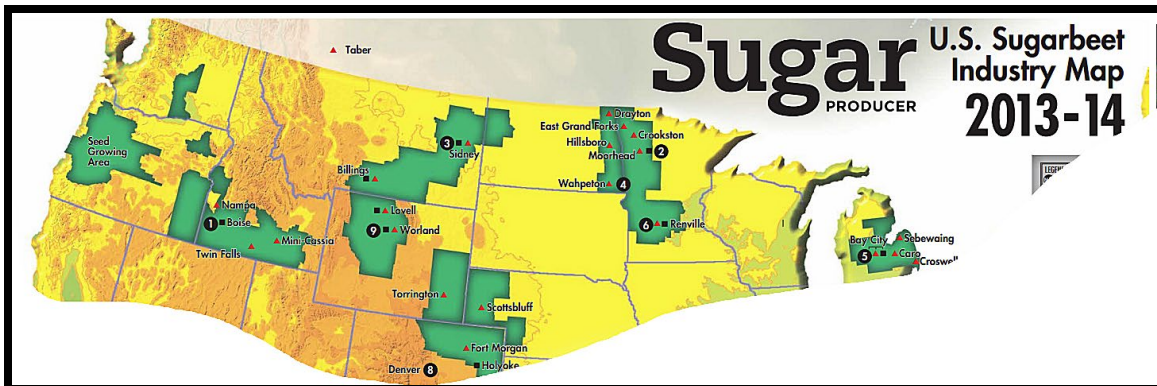 Sugar
PRODUCER
U.S. Sugarbeet
Industry Map
2013-14
Taber
Seed
Growing
Area
Nampa
1
Boise
Twin Falls
Mini-Cassia
3
Sidney
Billings
Lovell
9
Worland
Torrington
Scottsbluff
Fort Morgan
Holyoke
Denver 8
Drayton
East Grand Forks
Crookston
Hillsboro
Moorhead
2
Wahpeton
4
6
Renville
Bay City
5
Sebewaing
Caro
Croswell